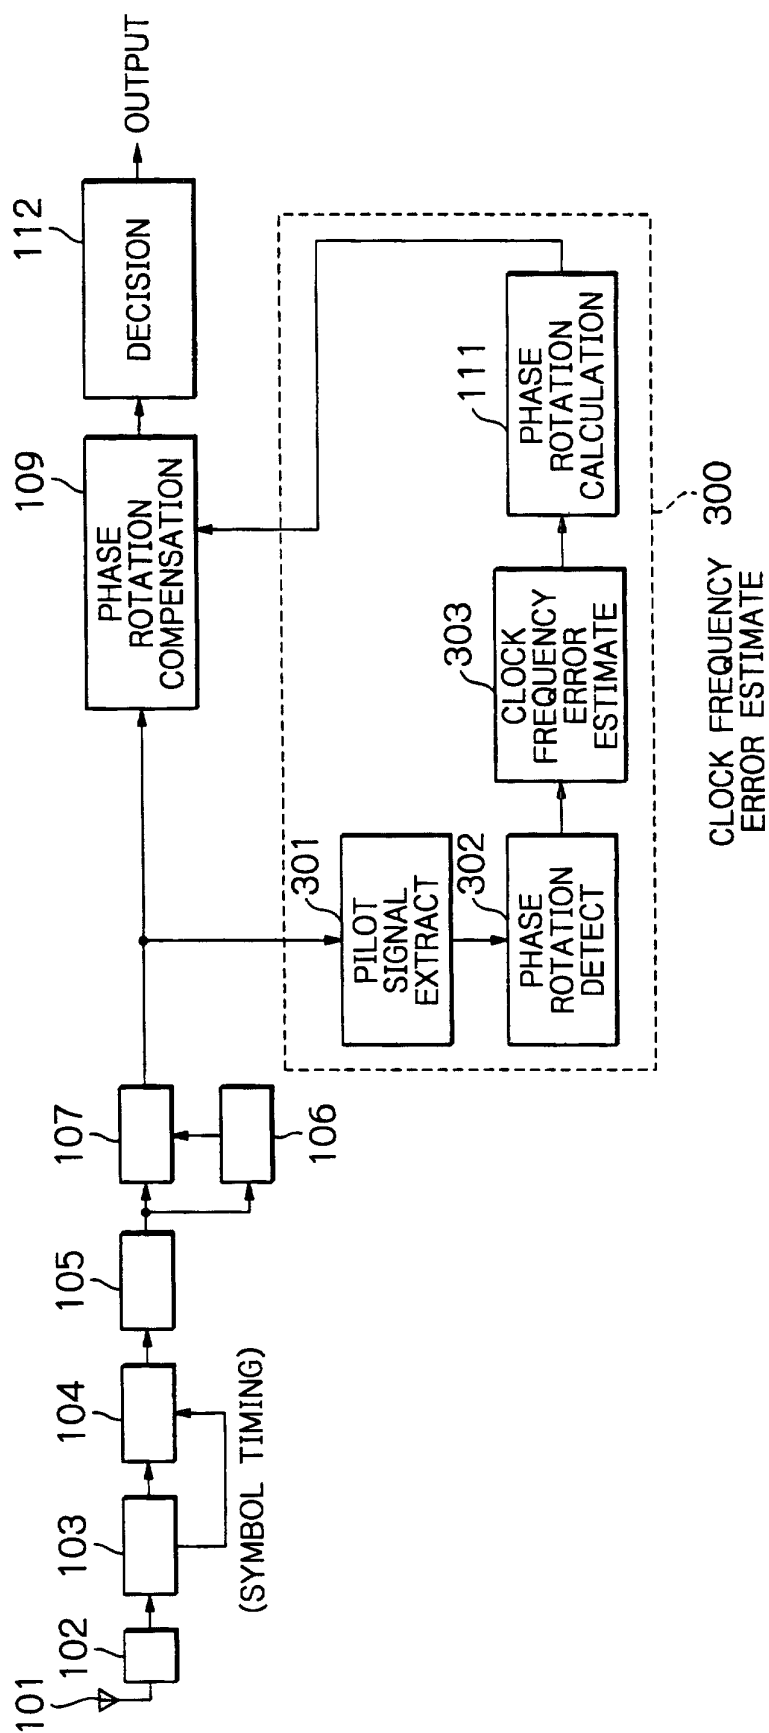 101
102
103
(SYMBOL TIMING)
104
105
107
106
109
PHASE
ROTATION
COMPENSATION
112
DECISION
OUTPUT
301
PILOT
SIGNAL
EXTRACT
302
PHASE
ROTATION
DETECT
303
CLOCK
FREQUENCY
ERROR
ESTIMATE
111
PHASE
ROTATION
CALCULATION
300
CLOCK FREQUENCY
ERROR ESTIMATE